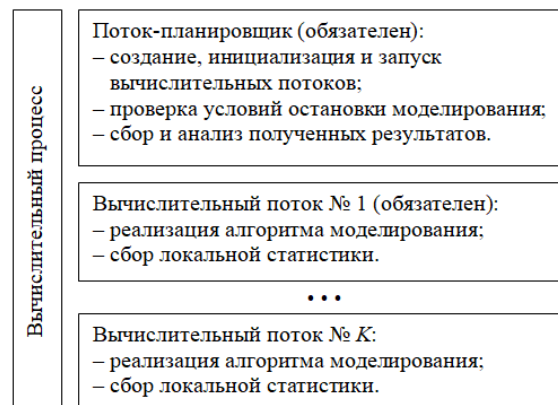 Вычислительный процесс
Поток-планировщик (обязателен):
– создание, инициализация и запуск
вычислительных потоков;
– проверка условий остановки моделирования;
– сбор и анализ полученных результатов.
Вычислительный поток № 1 (обязателен):
– реализация алгоритма моделирования;
– сбор локальной статистики.
• • •
Вычислительный поток № K:
– реализация алгоритма моделирования;
– сбор локальной статистики.